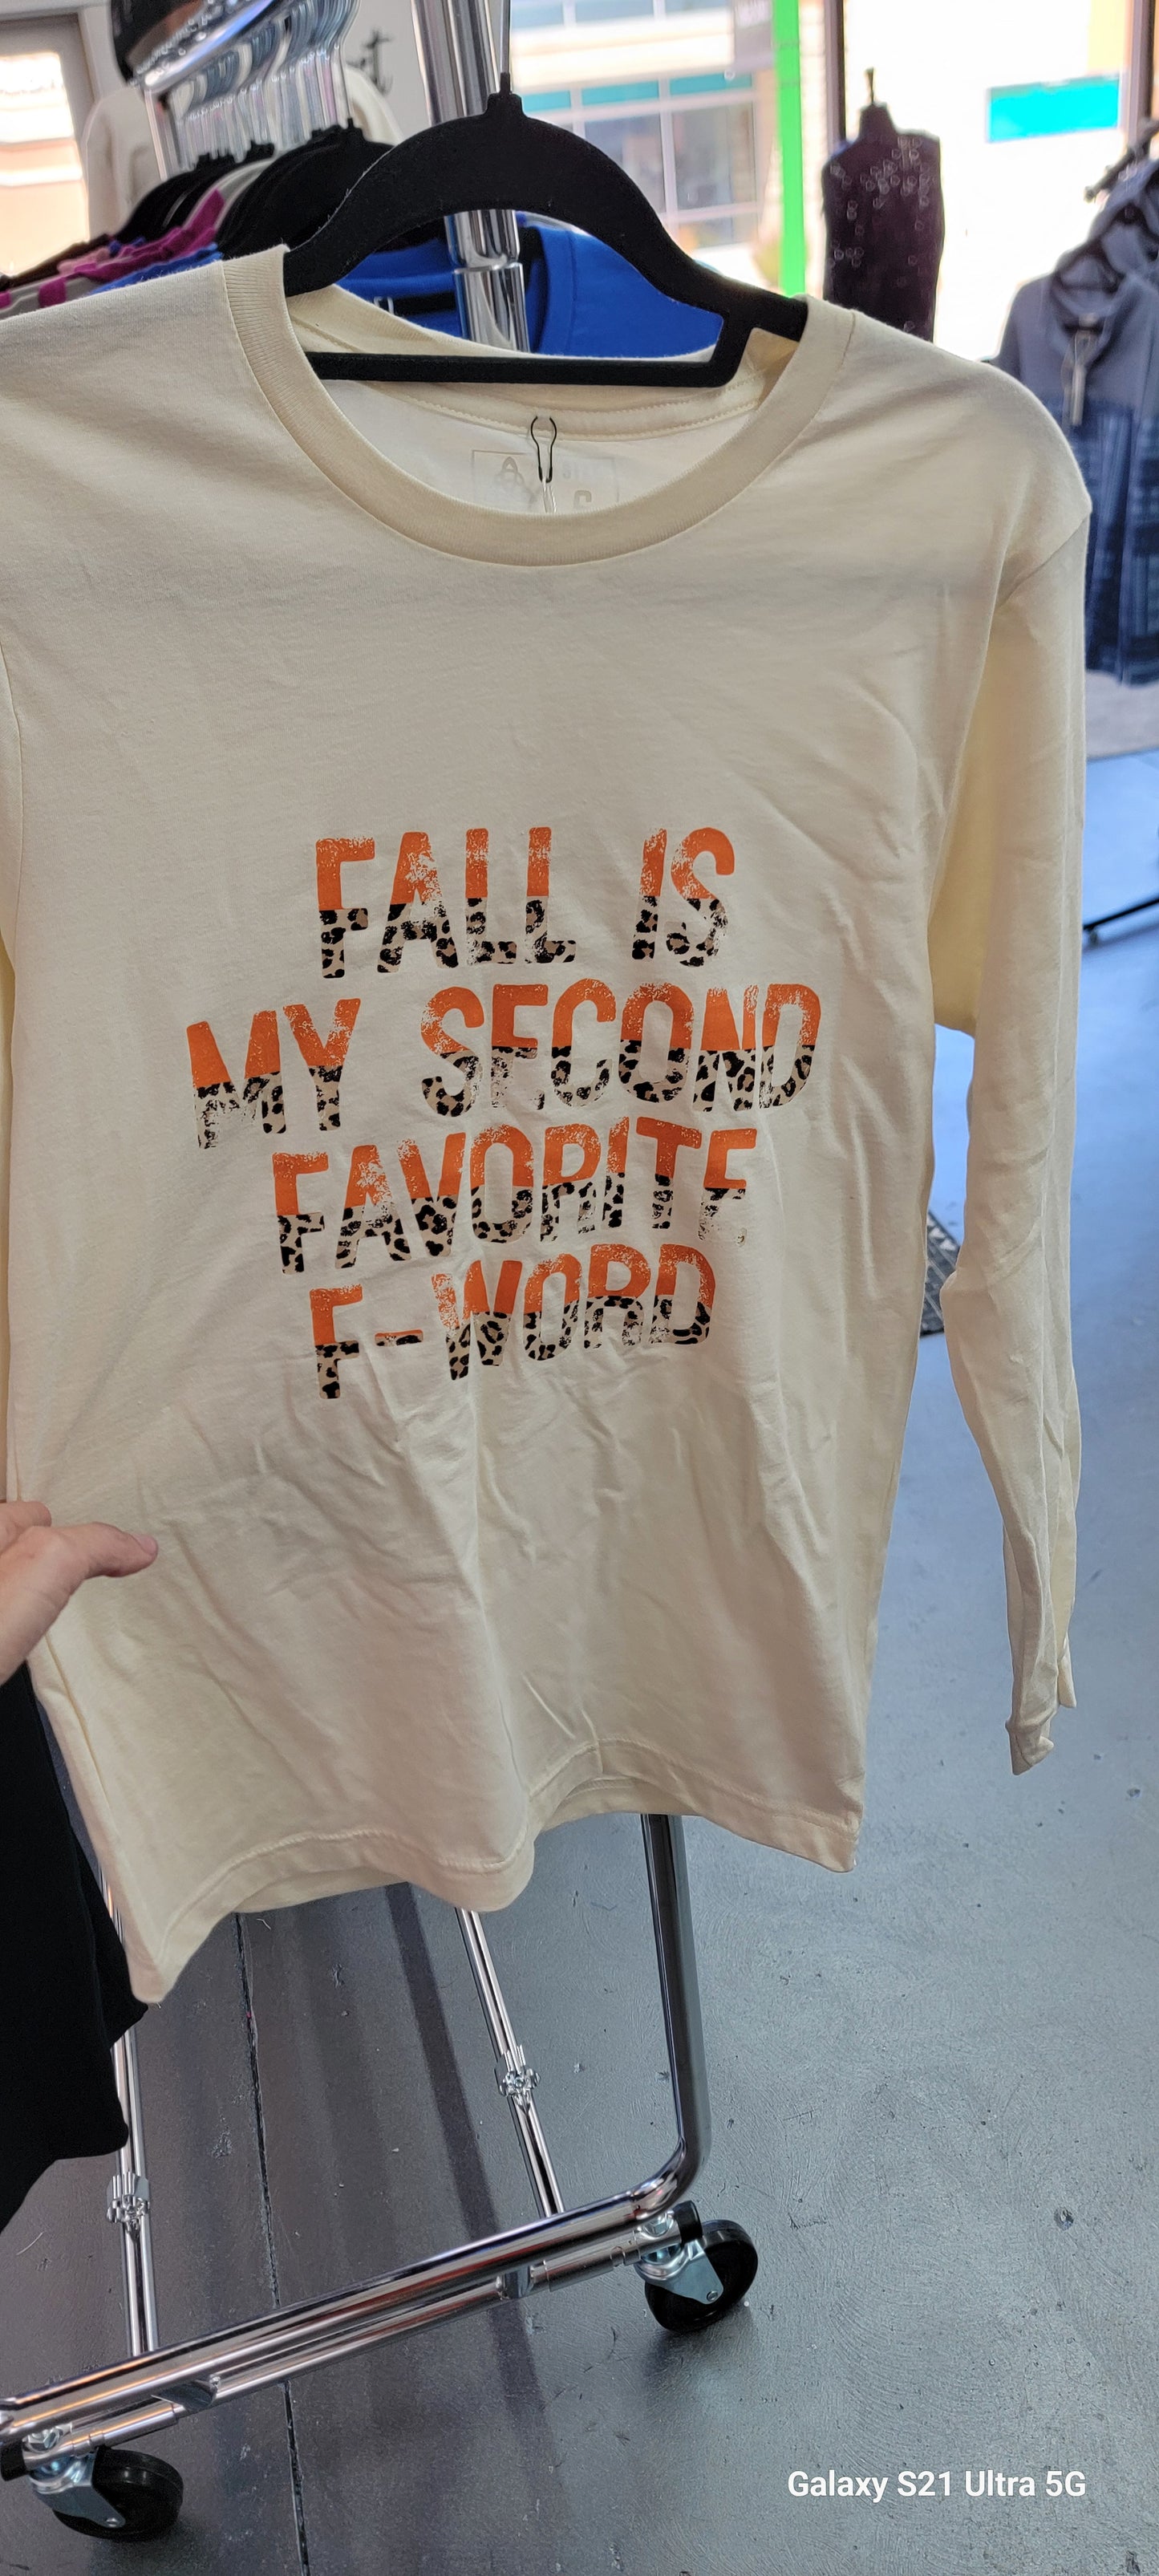 FALL IS
MY SECOND
FAVORITE
F-WORD
Galaxy S21 Ultra 5G